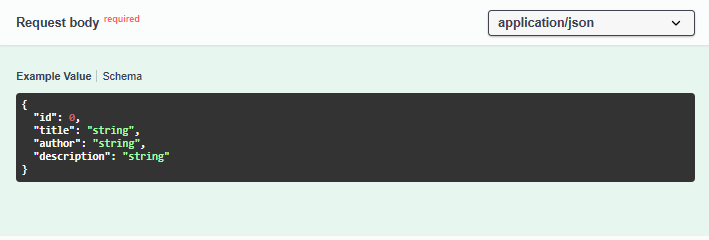 Request body required
application/json
Example Value Schema
{
  "id": 0,
  "title": "string",
  "author": "string",
  "description": "string"
}